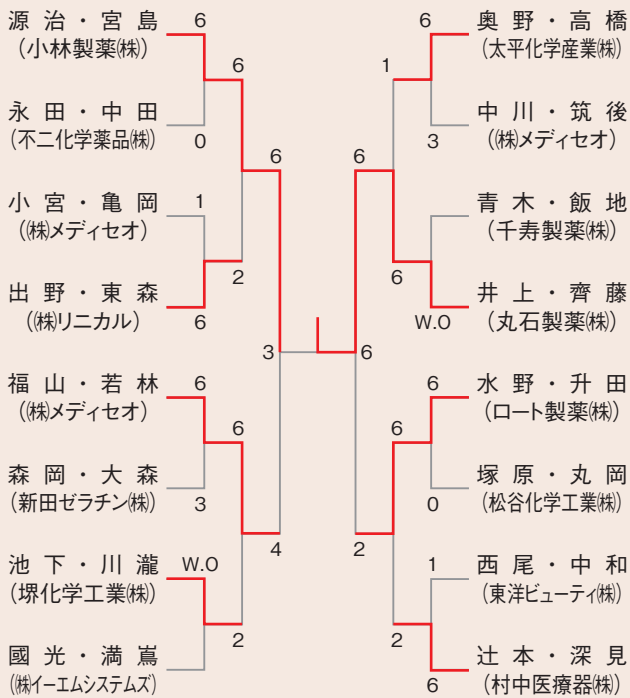 源治・宮島
(小林製薬㈱)
6
永田・中田
(不二化学薬品㈱)
0
6
小宮・亀岡
(㈱メディセオ)
1
出野・東森
(㈱リニカル)
6
2
6
福山・若林
(㈱メディセオ)
6
森岡・大森
(新田ゼラチン㈱)
3
6
池下・川瀧
(堺化学工業㈱)
W.O
國光・満嶌
(㈱イーエムシステムズ)
2
4
3
6
奥野・高橋
(太平化学産業㈱)
6
中川・筑後
(㈱メディセオ)
3
1
青木・飯地
(千寿製薬㈱)
井上・齊藤
(丸石製薬㈱)
W.O
6
6
水野・升田
(ロート製薬㈱)
6
塚原・丸岡
(松谷化学工業㈱)
0
6
西尾・中和
(東洋ビューティ㈱)
1
辻本・深見
(村中医療器㈱)
6
2
2